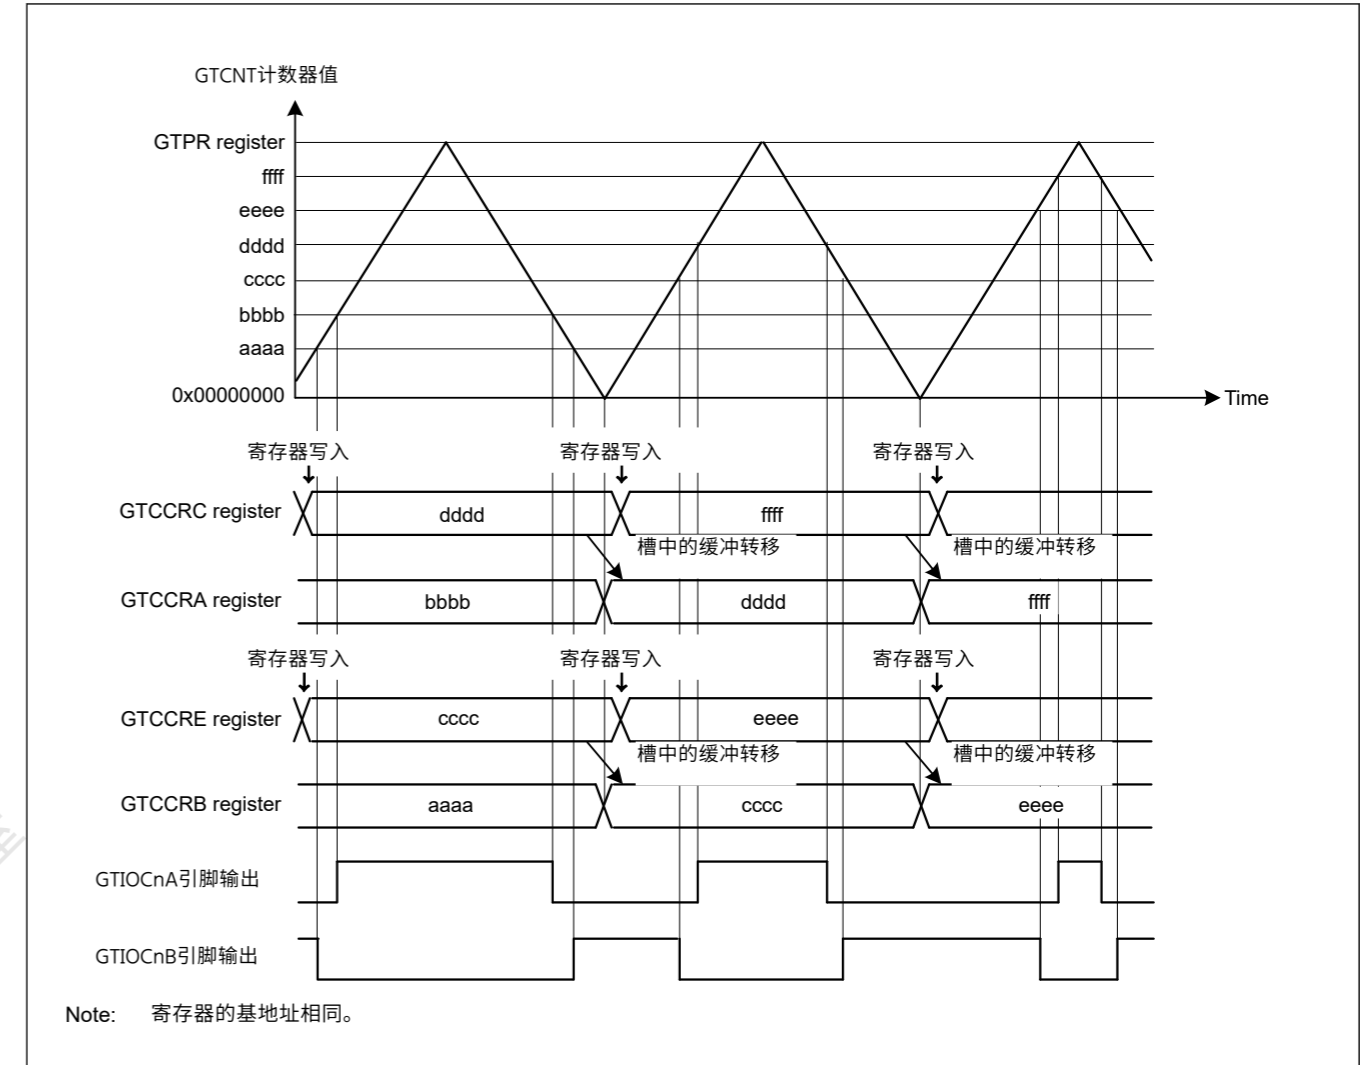 GTCNT计数器值
GTPR register
ffff
eeee
dddd
cccc
bbbb
aaaa
0x00000000
Time
寄存器写入 寄存器写入 寄存器写入
GTCCRC register dddd ffff
槽中的缓冲转移 槽中的缓冲转移
GTCCRA register bbbb dddd ffff
寄存器写入 寄存器写入 寄存器写入
GTCCRE register cccc eeee
槽中的缓冲转移 槽中的缓冲转移
GTCCRB register aaaa cccc eeee
GTIOCnA引脚输出
GTIOCnB引脚输出
Note: 寄存器的基地址相同。